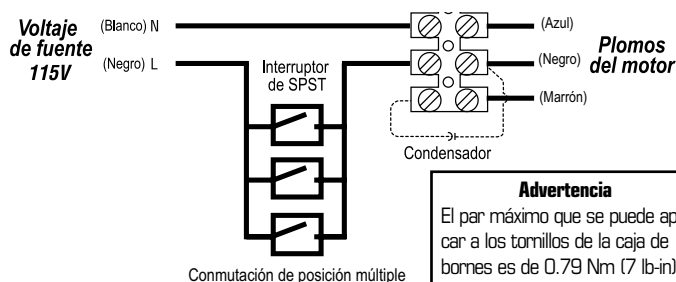 Voltaje
de fuente
115V
(Blanco) N
(Negro) L
Interruptor
de SPST
(Azul)
(Negro)
(Marrón)
Plomos
del motor
Condensador
Conmutación de posición múltiple
Advertencia
El par máximo que se puede ap
car a los tornillos de la caja de
bornes es de 0.79 Nm (7 lb-in)